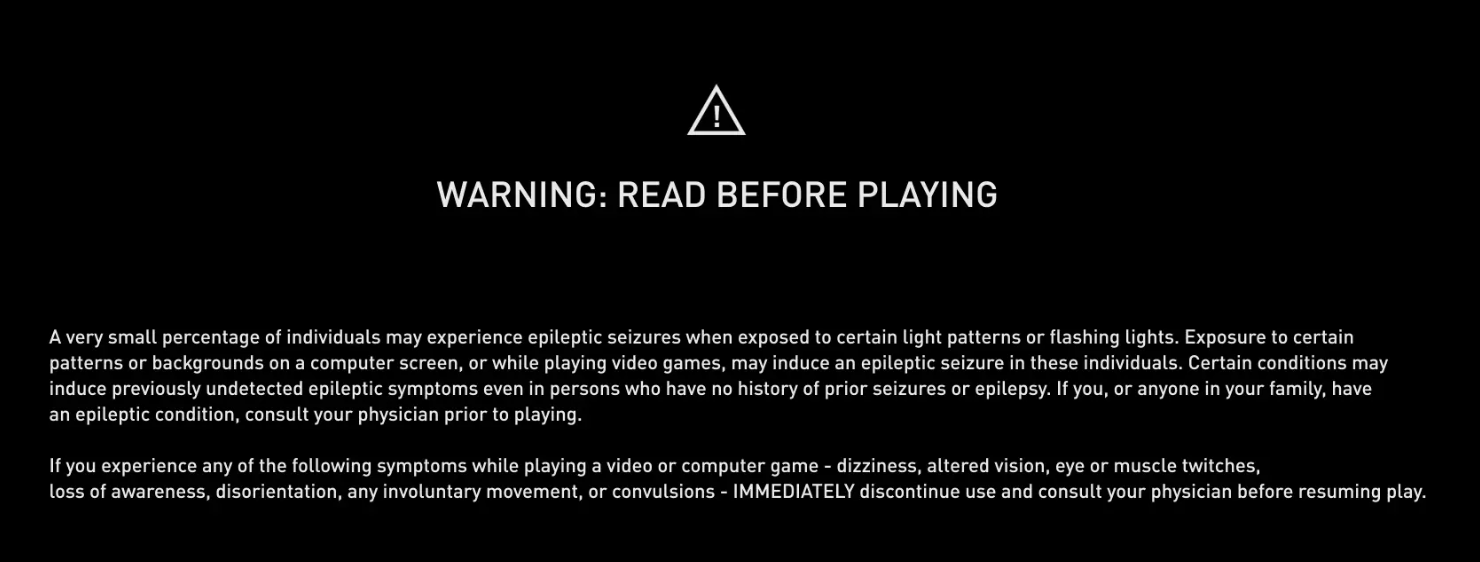 WARNING: READ BEFORE PLAYING
A very small percentage of individuals may experience epileptic seizures when exposed to certain light patterns or flashing lights. Exposure to certain
patterns or backgrounds on a computer screen, or while playing video games, may induce an epileptic seizure in these individuals. Certain conditions may
induce previously undetected epileptic symptoms even in persons who have no history of prior seizures or epilepsy. If you, or anyone in your family, have
an epileptic condition, consult your physician prior to playing.
If you experience any of the following symptoms while playing a video or computer game - dizziness, altered vision, eye or muscle twitches,
loss of awareness, disorientation, any involuntary movement, or convulsions - IMMEDIATELY discontinue use and consult your physician before resuming play.